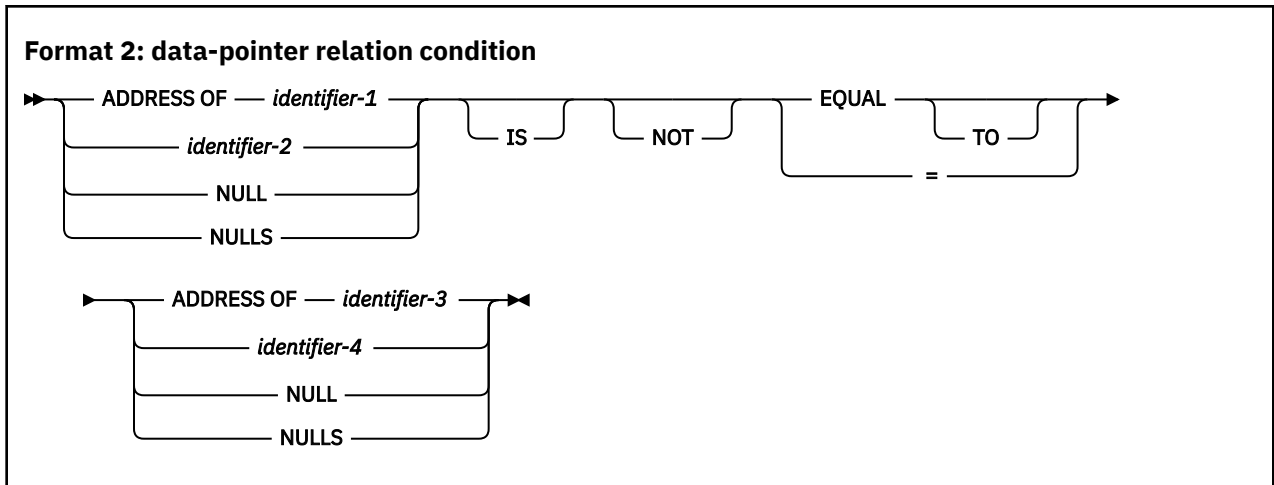 Format 2: data-pointer relation condition
ADDRESS OF identifier-1 EQUAL
identifier-2 IS NOT TO
=
NULL
NULLS
ADDRESS OF identifier-3
identifier-4
NULL
NULLS